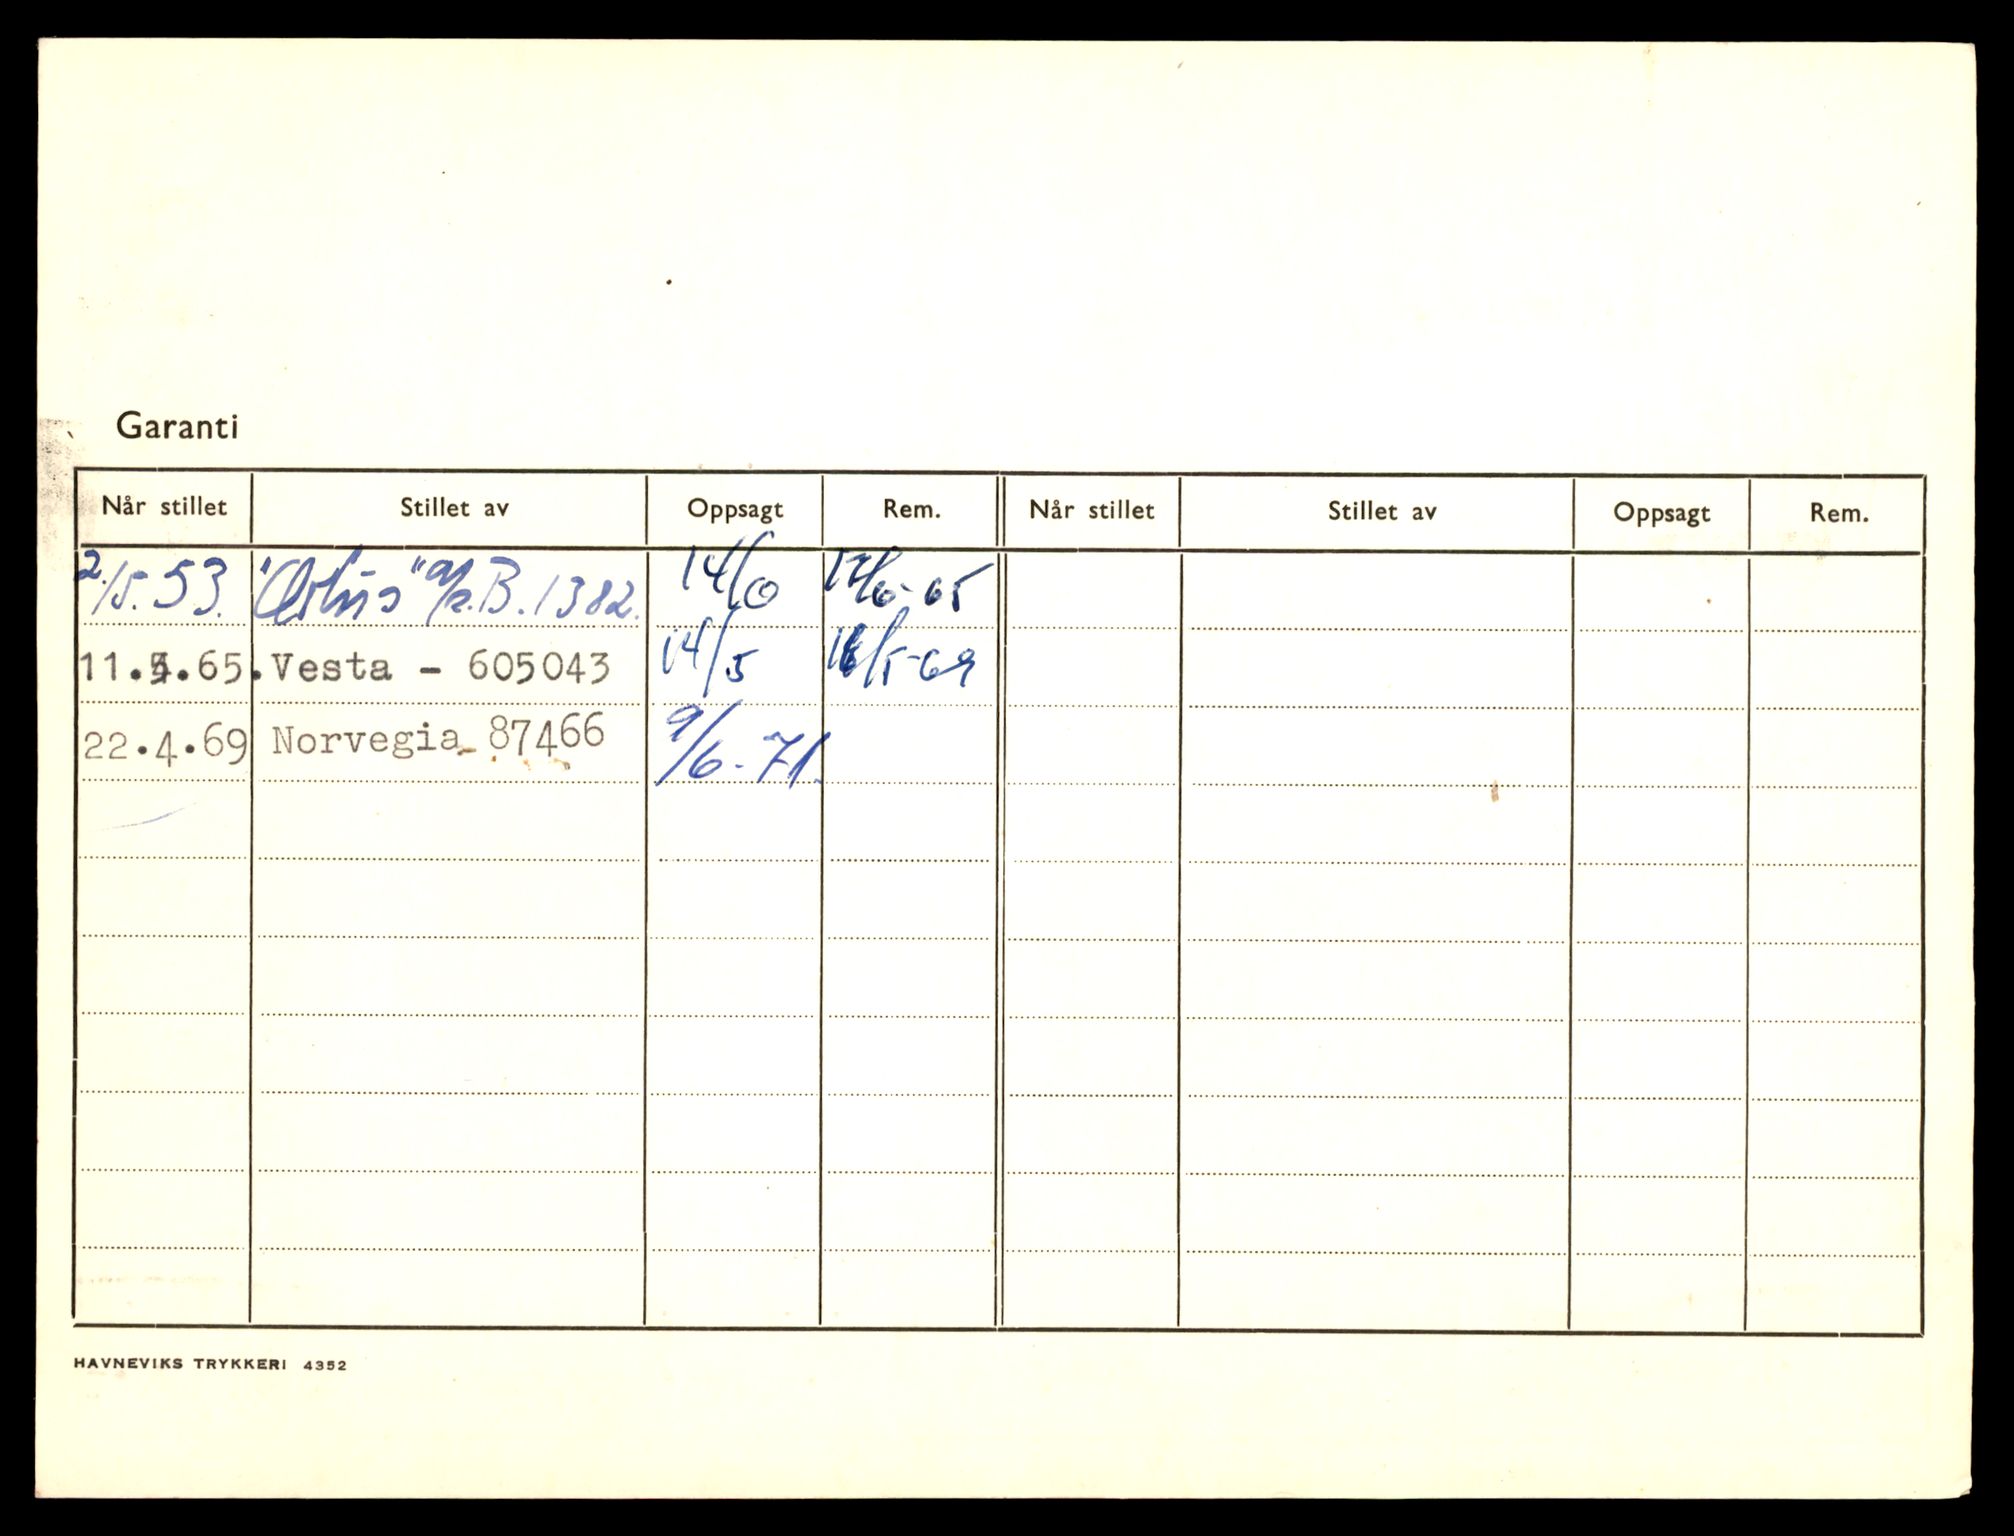 Garanti
Når stillet Stillet av Oppsagt Rem. Når stillet Stillet av Oppsagt Rem.
2/5.53. B.1382. 14/6 17/6-65
11.5.65. Vesta - 605043 14/5 /5-69
22.4.69 Norvegia 87466 9/6-71.
HAVNEVIKS TRYKKERI 4352